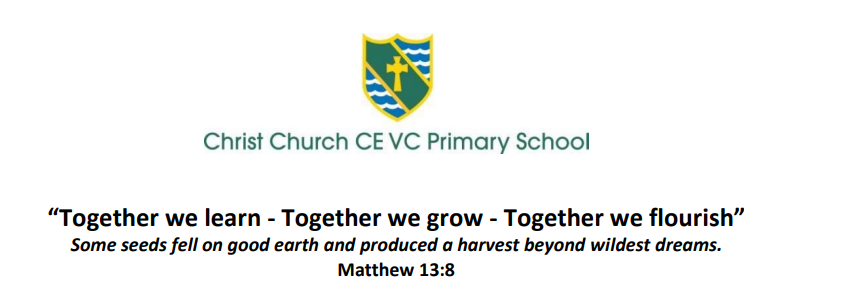 Christ Church CE VC Primary School
“Together we learn - Together we grow - Together we flourish”
Some seeds fell on good earth and produced a harvest beyond wildest dreams.
Matthew 13:8